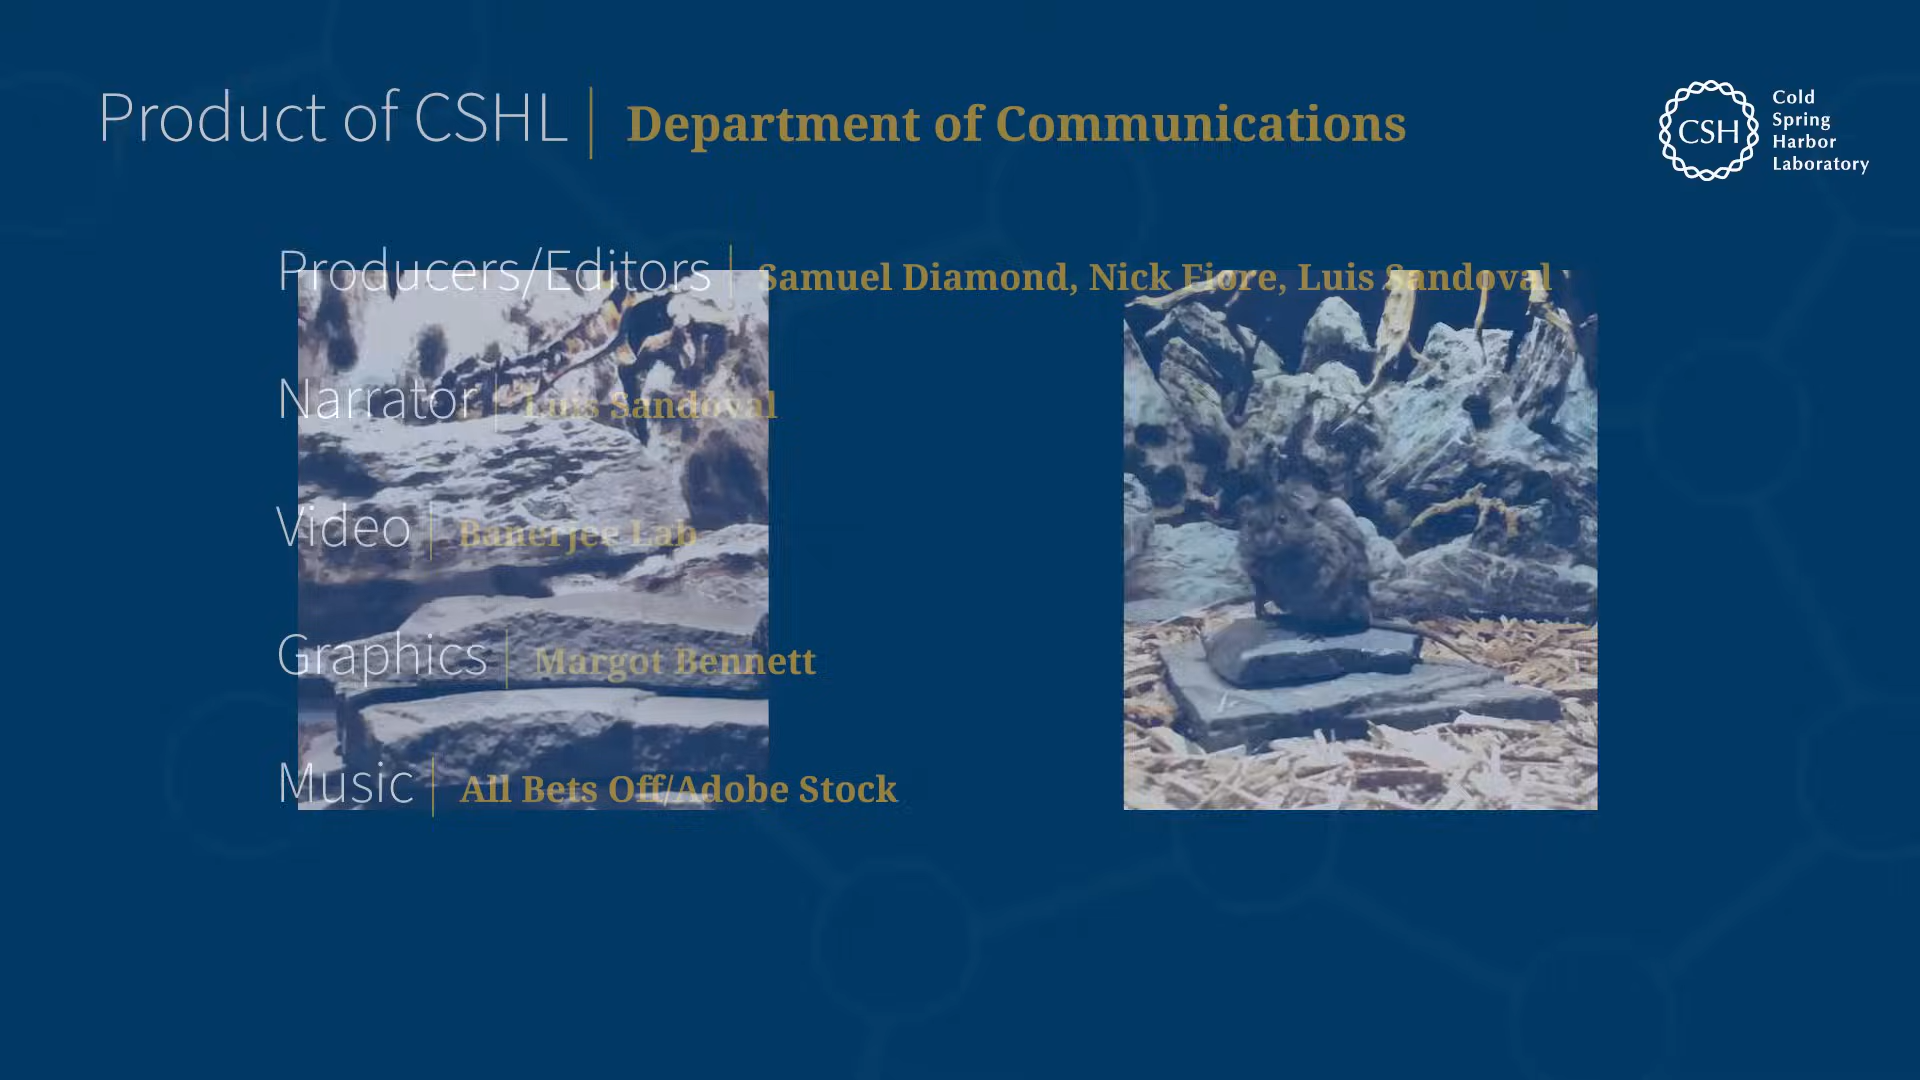 Product of CSHL | Department of Communications
CSH
Cold
Spring
Harbor
Laboratory
Producers/Editors | Samuel Diamond, Nick Fiore, Luis Sandoval
Narrator | Luis Sandoval
Video | Banerjee Lab
Graphics | Margot Bennett
Music | All Bets Off/Adobe Stock